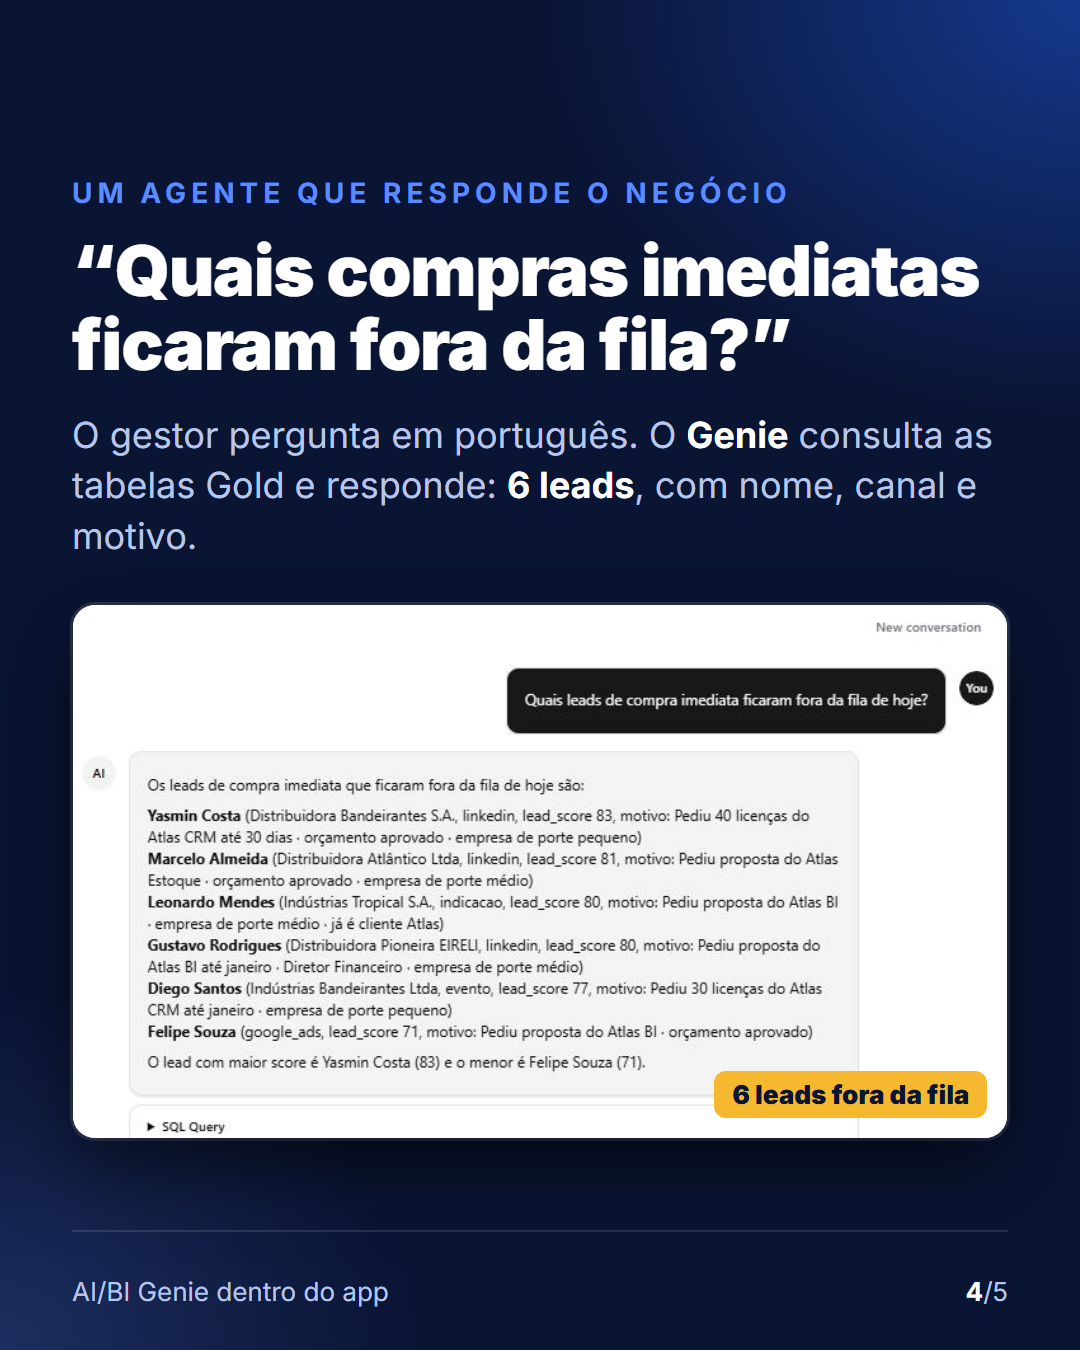 UM AGENTE QUE RESPONDE O NEGÓCIO
“Quais compras imediatas
ficaram fora da fila?”
O gestor pergunta em português. O Genie consulta as
tabelas Gold e responde: 6 leads, com nome, canal e
motivo.
New conversation
Quais leads de compra imediata ficaram fora da fila de hoje?
You
AI
Os leads de compra imediata que ficaram fora da fila de hoje são:
Yasmin Costa (Distribuidora Bandeirantes S.A., linkedin, lead_score 83, motivo: Pediu 40 licenças do
Atlas CRM até 30 dias · orçamento aprovado · empresa de porte pequeno)
Marcelo Almeida (Distribuidora Atlântico Ltda, linkedin, lead_score 81, motivo: Pediu proposta do Atlas
Estoque · orçamento aprovado · empresa de porte médio)
Leonardo Mendes (Indústrias Tropical S.A., indicacao, lead_score 80, motivo: Pediu proposta do Atlas BI
· empresa de porte médio · já é cliente Atlas)
Gustavo Rodrigues (Distribuidora Pioneira EIRELI, linkedin, lead_score 80, motivo: Pediu proposta do
Atlas BI até janeiro · Diretor Financeiro · empresa de porte médio)
Diego Santos (Indústrias Bandeirantes Ltda, evento, lead_score 77, motivo: Pediu 30 licenças do Atlas
CRM até janeiro · empresa de porte pequeno)
Felipe Souza (google_ads, lead_score 71, motivo: Pediu proposta do Atlas BI · orçamento aprovado)
O lead com maior score é Yasmin Costa (83) e o menor é Felipe Souza (71).
6 leads fora da fila
▶ SQL Query
AI/BI Genie dentro do app
4/5